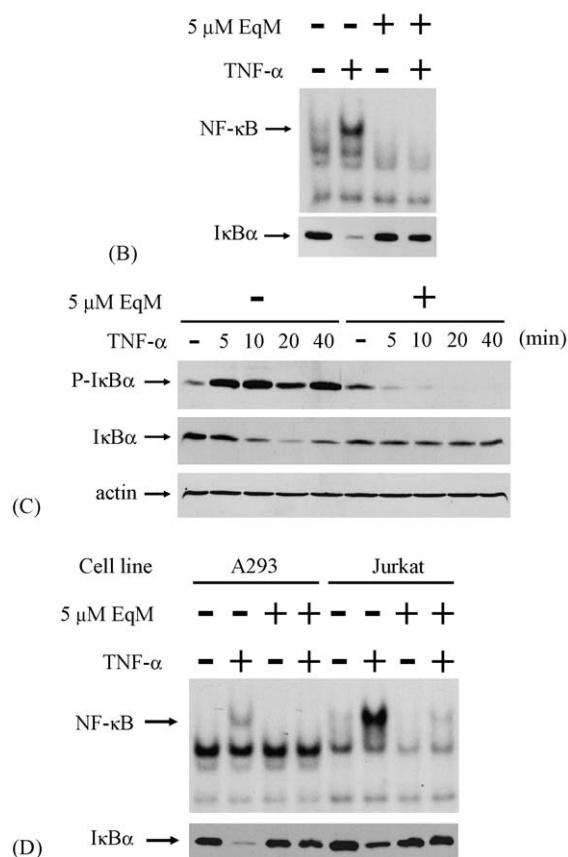 5 μM EqM - - + +
TNF-α - + - +
NF-κB
IκBα
(B)
5 μM EqM - +
TNF-α - 5 10 20 40 - 5 10 20 40 (min)
P-IκBα
IκBα
actin
(C)
Cell line A293 Jurkat
5 μM EqM - - + + - - + +
TNF-α - + - + - + - +
NF-κB
IκBα
(D)